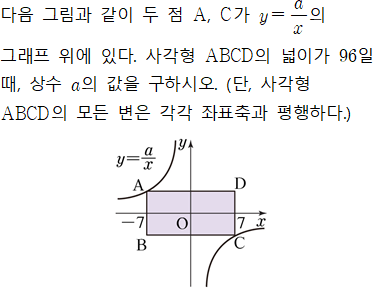 다음 그림과 같이 두 점 A, C가 y = a/x 의
그래프 위에 있다. 사각형 ABCD의 넓이가 96일
때, 상수 a의 값을 구하시오. (단, 사각형
ABCD의 모든 변은 각각 좌표축과 평행하다.)
y = a/x
y
A
D
-7
O
7
x
B
C